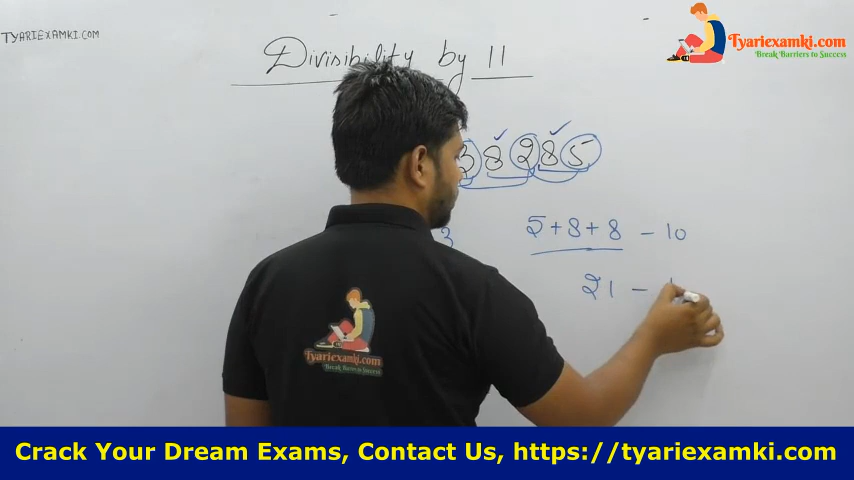 TYARIEXAMKI.COM
Tyariexamki.com
Break Barriers to Success
Divisibility by 11
38285
3
5+8+8 - 10
21 -
Tyariexamki.com
Break Barriers to Success
Crack Your Dream Exams, Contact Us, https://tyariexamki.com